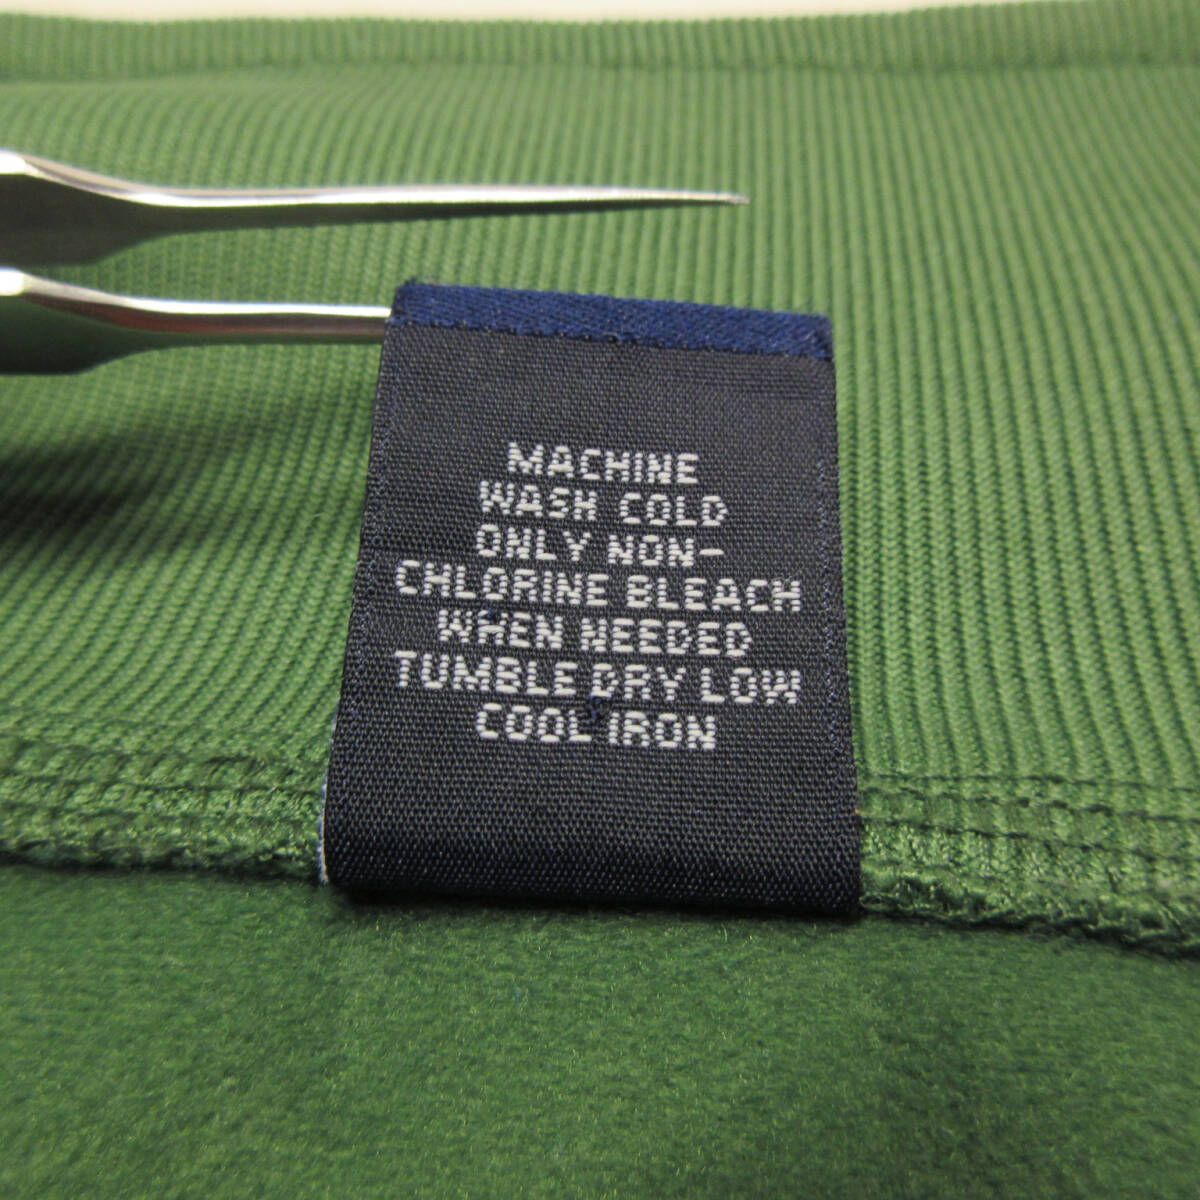 MACHINE
WASH COLD
ONLY NON-
CHLORINE BLEACH
WHEN NEEDED
TUMBLE DRY LOW
COOL IRON